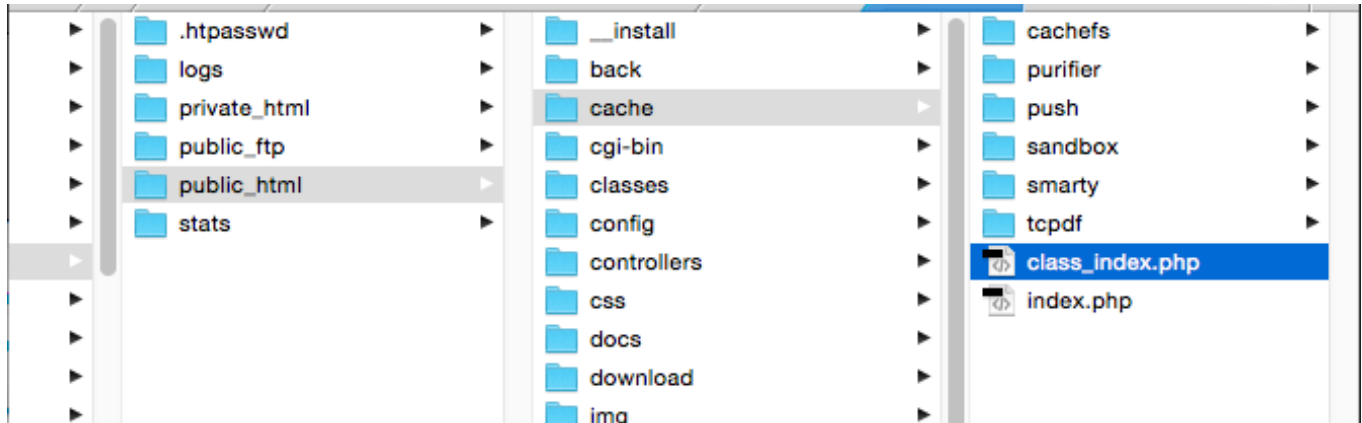 .htpasswd
logs
private_html
public_ftp
public_html
stats
__install
back
cache
cgi-bin
classes
config
controllers
css
docs
download
img
cachefs
purifier
push
sandbox
smarty
tcpdf
class_index.php
index.php